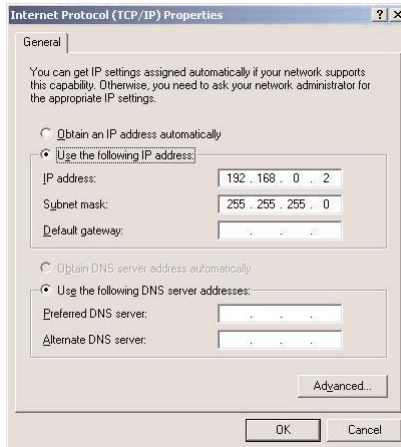 Internet Protocol (TCP/IP) Properties
General
You can get IP settings assigned automatically if your network supports
this capability. Otherwise, you need to ask your network administrator for
the appropriate IP settings.
Obtain an IP address automatically
Use the following IP address:
IP address: 192 . 168 . 0 . 2
Subnet mask: 255 . 255 . 255 . 0
Default gateway: . . .
Obtain DNS server address automatically
Use the following DNS server addresses:
Preferred DNS server: . . .
Alternate DNS server: . . .
Advanced...
OK Cancel